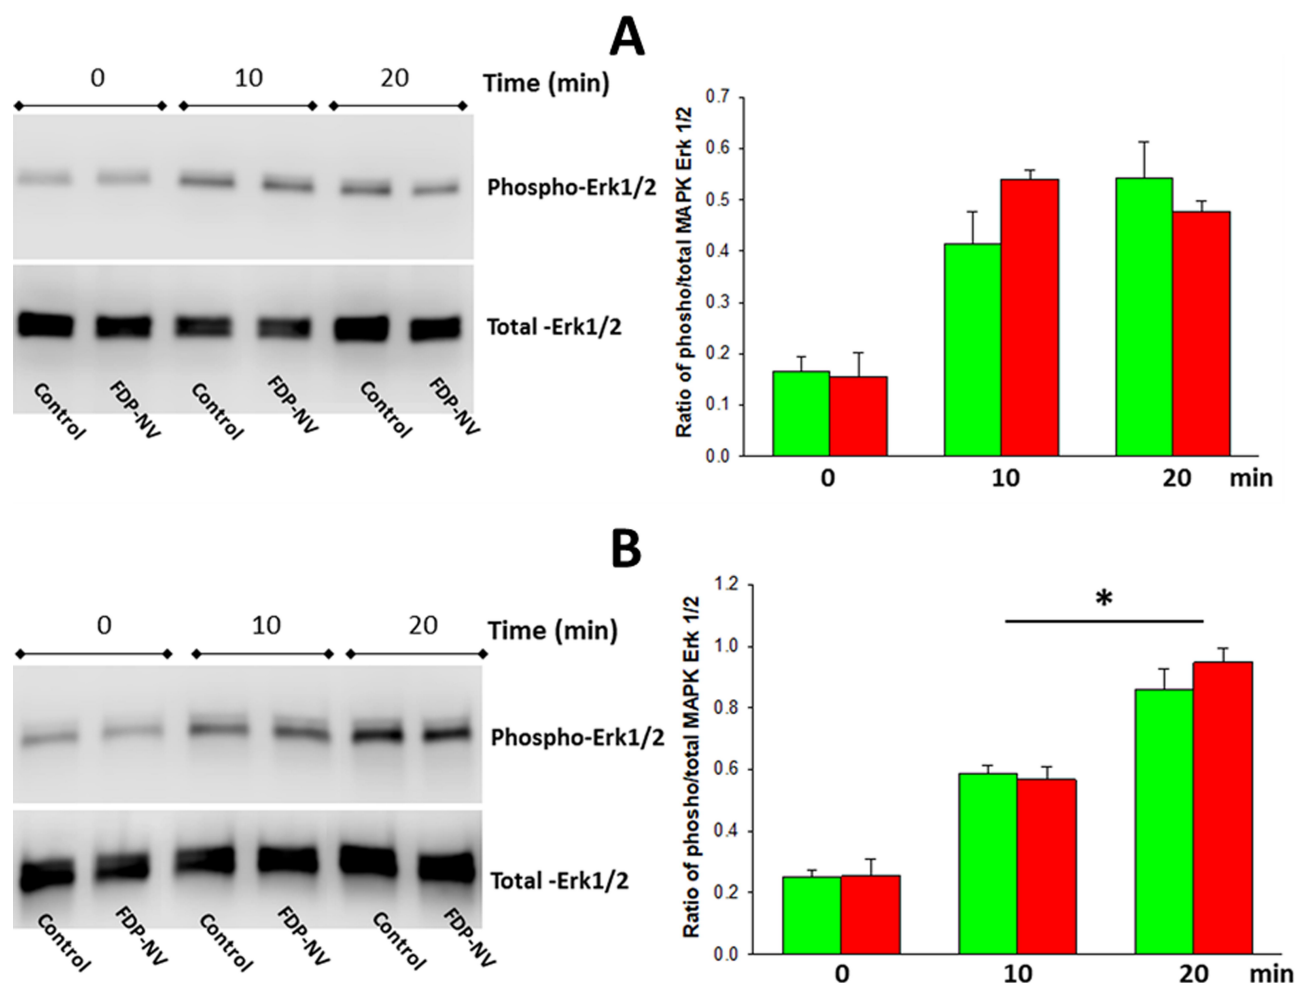 A
0 10 20 Time (min)
Phospho-Erk1/2
Total -Erk1/2
Control FDP-NV Control FDP-NV Control FDP-NV
Ratio of phosho/total MAPK Erk 1/2
0.7
0.6
0.5
0.4
0.3
0.2
0.1
0.0
0 10 20 min
B
0 10 20 Time (min)
Phospho-Erk1/2
Total -Erk1/2
Control FDP-NV Control FDP-NV Control FDP-NV
Ratio of phosho/total MAPK Erk 1/2
1.2
1.0
0.8
0.6
0.4
0.2
0.0
*
0 10 20 min